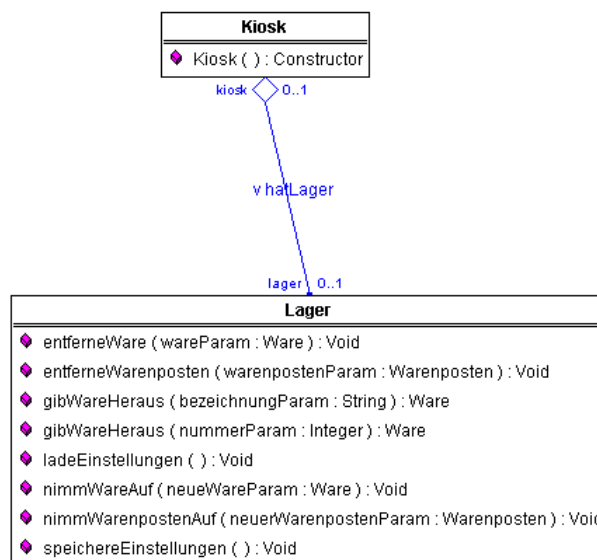 Kiosk
Kiosk ( ) : Constructor
kiosk 0..1
v hatLager
lager 0..1
Lager
entferneWare ( wareParam : Ware ) : Void
entferneWarenposten ( warenpostenParam : Warenposten ) : Void
gibWareHeraus ( bezeichnungParam : String ) : Ware
gibWareHeraus ( nummerParam : Integer ) : Ware
ladeEinstellungen ( ) : Void
nimmWareAuf ( neueWareParam : Ware ) : Void
nimmWarenpostenAuf ( neuerWarenpostenParam : Warenposten ) : Void
speichereEinstellungen ( ) : Void